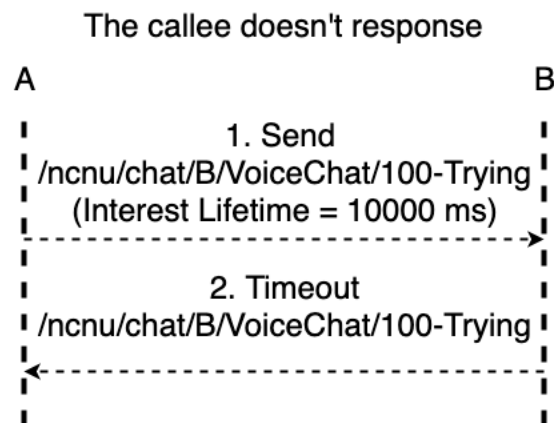 The callee doesn't response
A
B
1. Send
/ncnu/chat/B/VoiceChat/100-Trying
(Interest Lifetime = 10000 ms)
2. Timeout
/ncnu/chat/B/VoiceChat/100-Trying